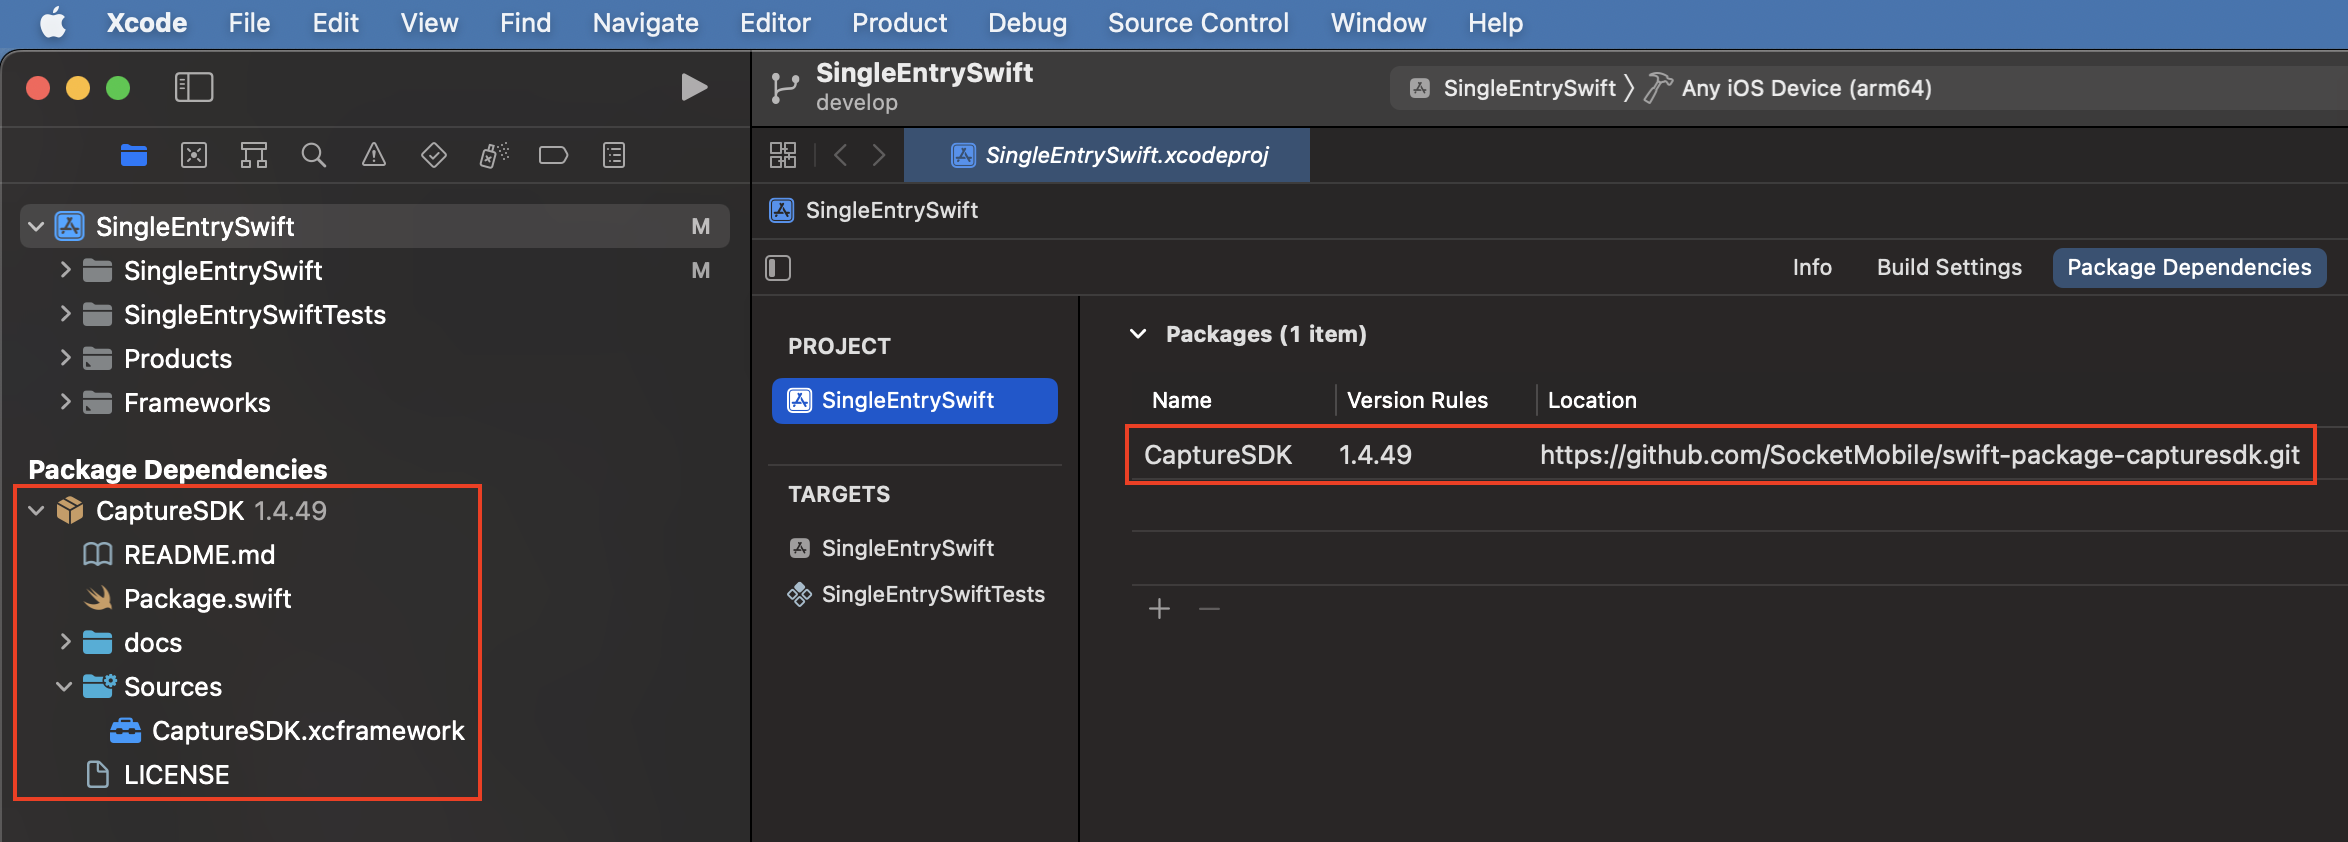 Xcode File Edit View Find Navigate Editor Product Debug Source Control Window Help
SingleEntrySwift
develop
SingleEntrySwift Any iOS Device (arm64)
SingleEntrySwift.xcodeproj
SingleEntrySwift
Info Build Settings Package Dependencies
SingleEntrySwift M
SingleEntrySwift M
SingleEntrySwiftTests
Products
Frameworks
Package Dependencies
CaptureSDK 1.4.49
README.md
Package.swift
docs
Sources
CaptureSDK.xcframework
LICENSE
PROJECT
SingleEntrySwift
TARGETS
SingleEntrySwift
SingleEntrySwiftTests
Packages (1 item)
Name Version Rules Location
CaptureSDK 1.4.49 https://github.com/SocketMobile/swift-package-capturesdk.git